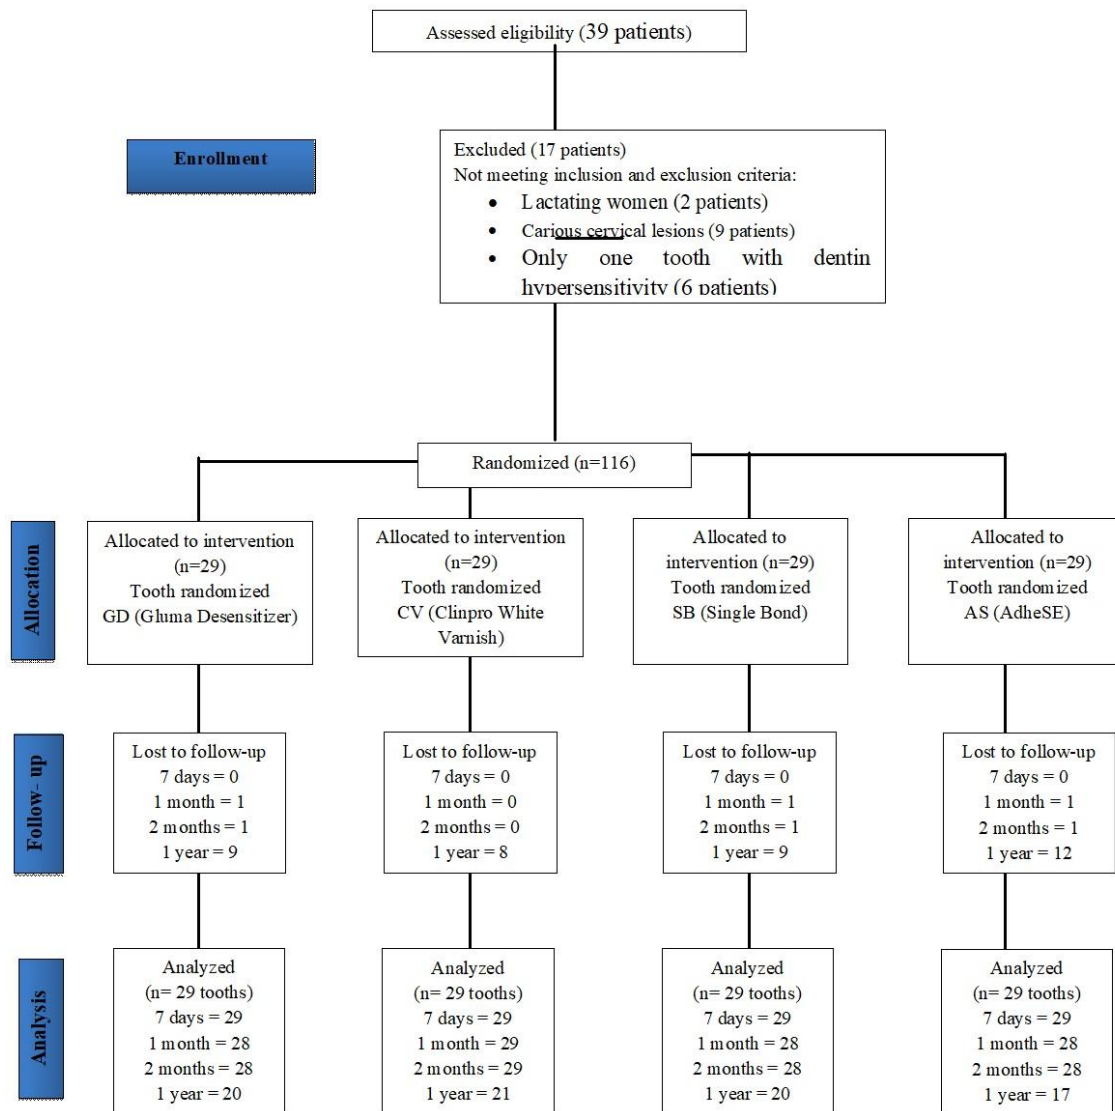 Assessed eligibility (39 patients)
Enrollment
Excluded (17 patients)
Not meeting inclusion and exclusion criteria:
• Lactating women (2 patients)
• Carious cervical lesions (9 patients)
• Only one tooth with dentin
hypersensitivity (6 patients)
Randomized (n=116)
Allocation
Allocated to intervention
(n=29)
Tooth randomized
GD (Gluma Desensitizer)
Allocated to intervention
(n=29)
Tooth randomized
CV (Clinpro White
Varnish)
Allocated to
intervention (n=29)
Tooth randomized
SB (Single Bond)
Allocated to
intervention (n=29)
Tooth randomized
AS (AdheSE)
Follow- up
Lost to follow-up
7 days = 0
1 month = 1
2 months = 1
1 year = 9
Lost to follow-up
7 days = 0
1 month = 0
2 months = 0
1 year = 8
Lost to follow-up
7 days = 0
1 month = 1
2 months = 1
1 year = 9
Lost to follow-up
7 days = 0
1 month = 1
2 months = 1
1 year = 12
Analysis
Analyzed
(n= 29 tooths)
7 days = 29
1 month = 28
2 months = 28
1 year = 20
Analyzed
(n= 29 tooths)
7 days = 29
1 month = 29
2 months = 29
1 year = 21
Analyzed
(n= 29 tooths)
7 days = 29
1 month = 28
2 months = 28
1 year = 20
Analyzed
(n= 29 tooths)
7 days = 29
1 month = 28
2 months = 28
1 year = 17